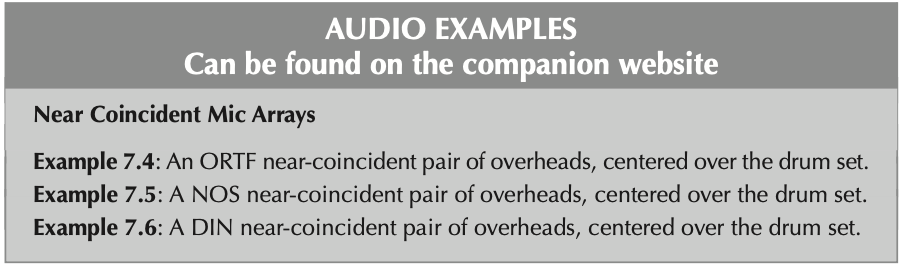 AUDIO EXAMPLES
Can be found on the companion website
Near Coincident Mic Arrays
Example 7.4: An ORTF near-coincident pair of overheads, centered over the drum set.
Example 7.5: A NOS near-coincident pair of overheads, centered over the drum set.
Example 7.6: A DIN near-coincident pair of overheads, centered over the drum set.